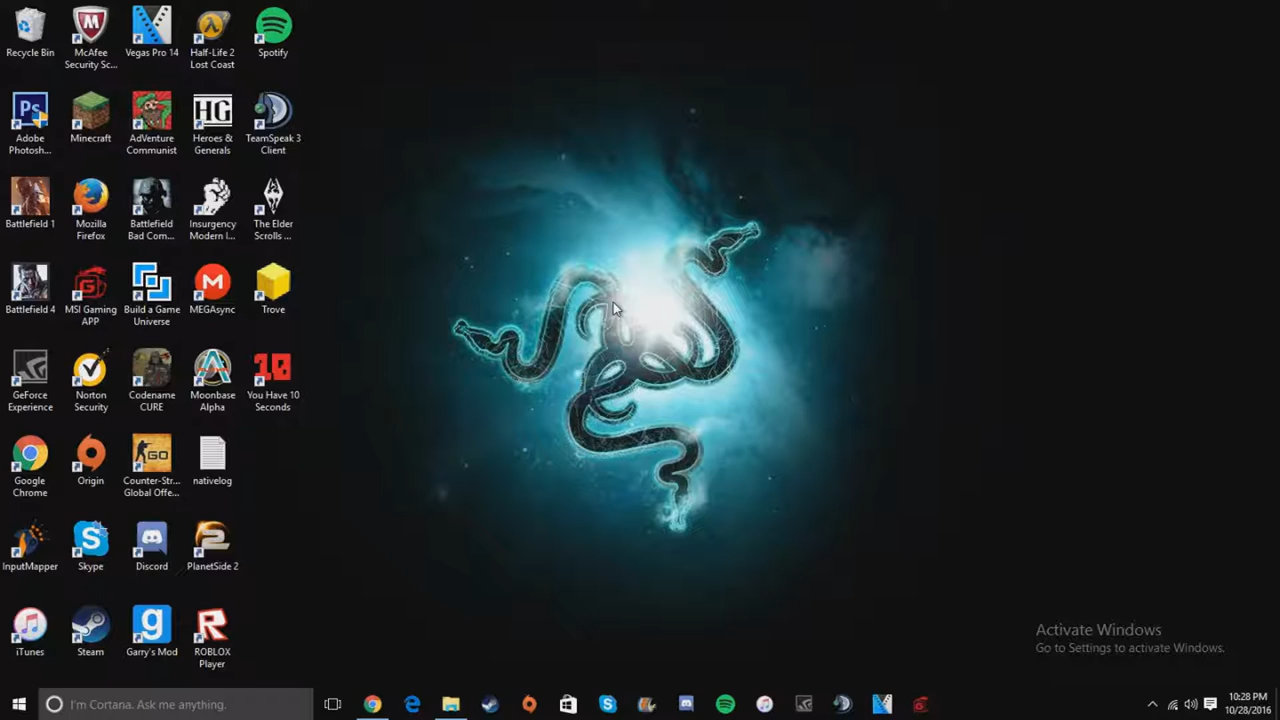 Recycle Bin
McAfee
Security Sc...
Vegas Pro 14
Half-Life 2
Lost Coast
Spotify
Ps
Adobe
Photosh...
Minecraft
AdVenture
Communist
HG
Heroes &
Generals
TeamSpeak 3
Client
Battlefield 1
Mozilla
Firefox
Battlefield
Bad Com...
Insurgency
Modern I...
The Elder
Scrolls ...
Battlefield 4
MSI Gaming
APP
Build a Game
Universe
MEGAsync
Trove
GeForce
Experience
Norton
Security
Codename
CURE
Moonbase
Alpha
10
You Have 10
Seconds
Google
Chrome
Origin
GO
Counter-Str...
Global Offe...
nativelog
InputMapper
Skype
Discord
PlanetSide 2
iTunes
Steam
Garry's Mod
ROBLOX
Player
Activate Windows
Go to Settings to activate Windows.
I'm Cortana. Ask me anything.
10:28 PM
10/28/2016